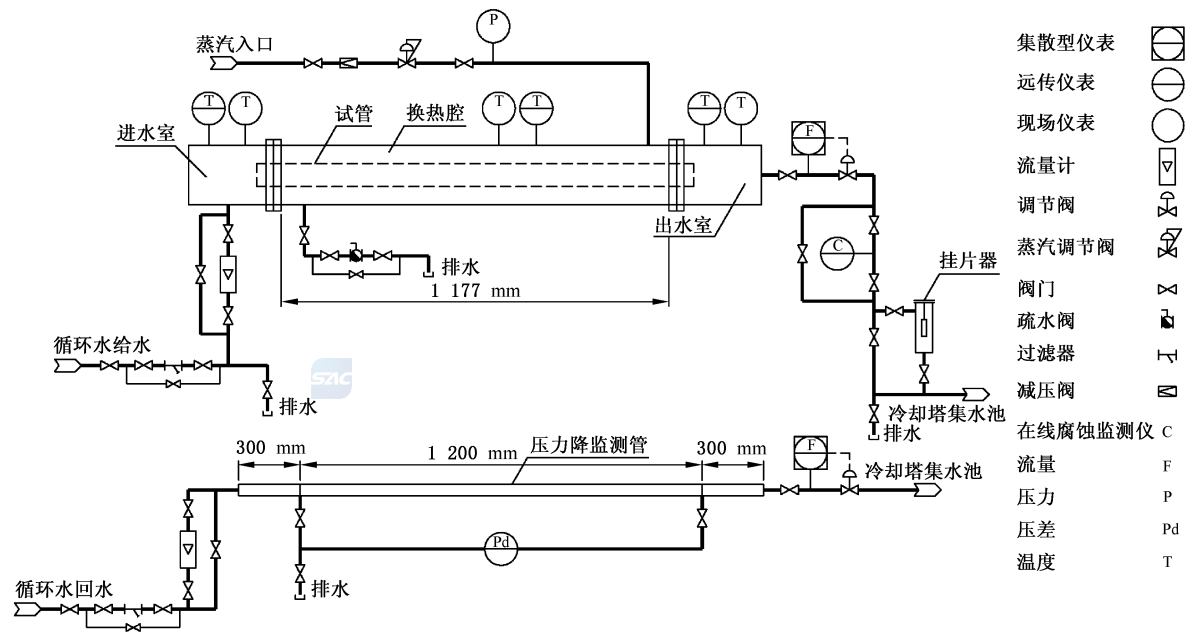 P
蒸汽入口
T T T T T T
试管
换热腔
进水室
F
出水室
C
排水
挂片器
1 177 mm
循环水给水
SAC
排水
冷却塔集水池
排水
300 mm
1 200 mm
压力降监测管
300 mm
F
冷却塔集水池
Pd
排水
循环水回水
集散型仪表
远传仪表
现场仪表
流量计
调节阀
蒸汽调节阀
阀门
疏水阀
过滤器
减压阀
在线腐蚀监测仪 C
流量 F
压力 P
压差 Pd
温度 T